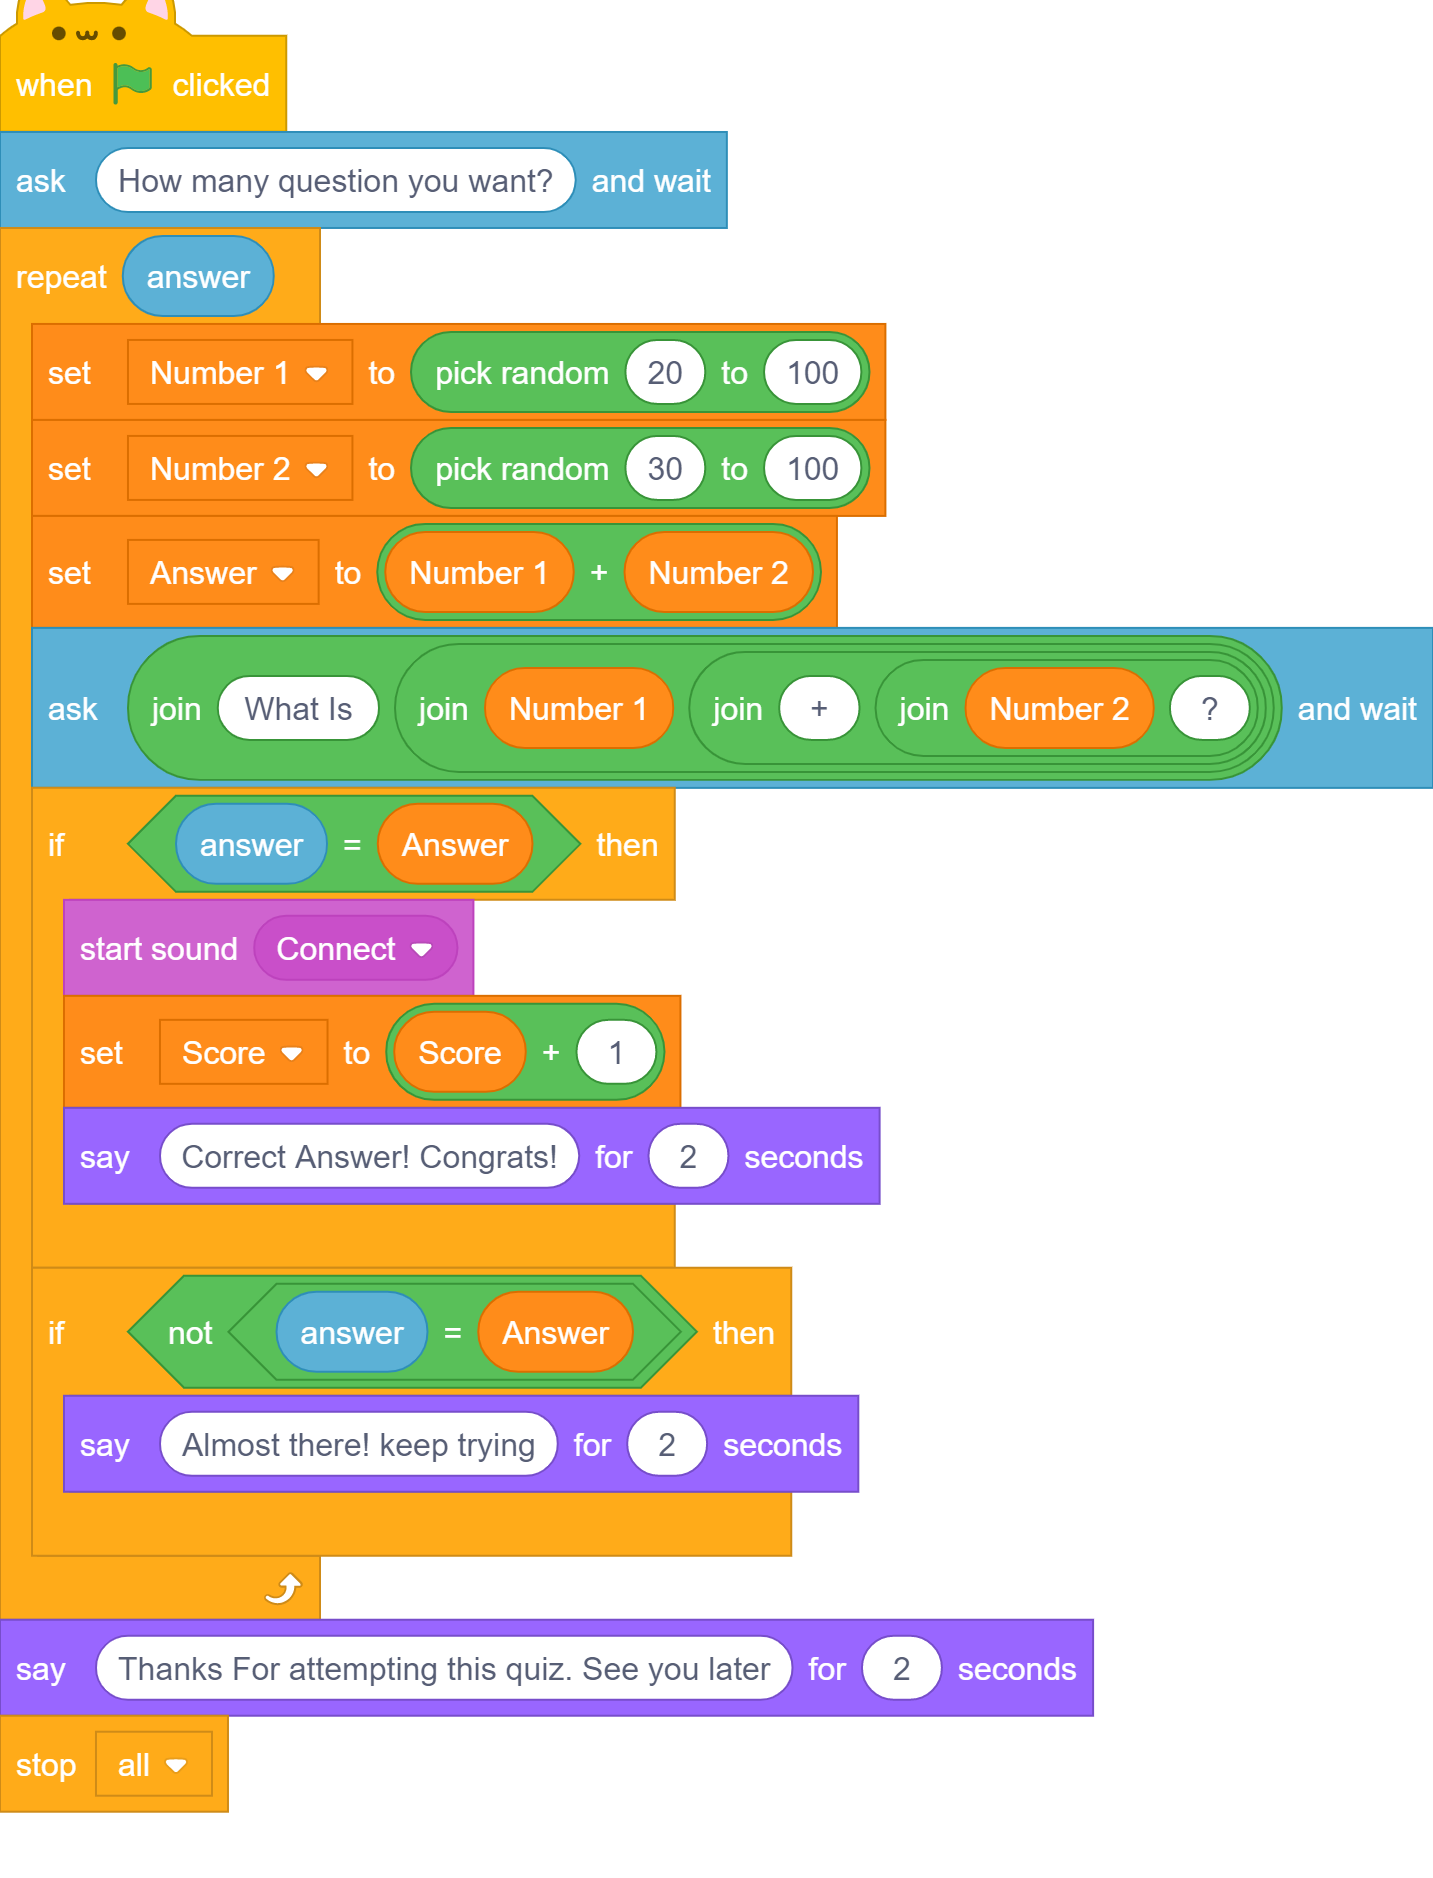 when clicked
ask How many question you want? and wait
repeat answer
set Number 1 to pick random 20 to 100
set Number 2 to pick random 30 to 100
set Answer to Number 1 + Number 2
ask join What Is join Number 1 join + join Number 2 ? and wait
if answer = Answer then
start sound Connect
set Score to Score + 1
say Correct Answer! Congrats! for 2 seconds
if not answer = Answer then
say Almost there! keep trying for 2 seconds
say Thanks For attempting this quiz. See you later for 2 seconds
stop all